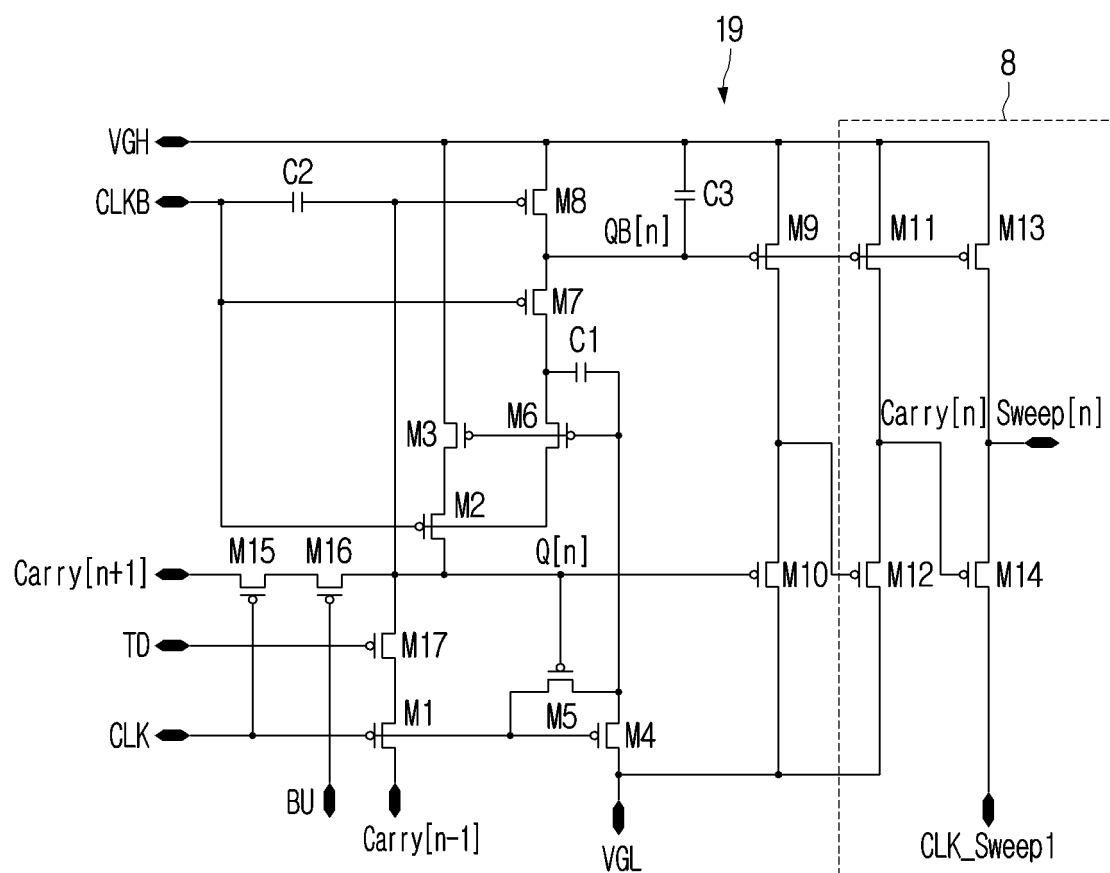 19
8
VGH
CLKB
C2
M8
C3
QB[n]
M9
M11
M13
M7
C1
M3
M6
Carry[n]
Sweep[n]
M2
M15
M16
Q[n]
Carry[n+1]
M10
M12
M14
TD
M17
M1
M5
M4
CLK
BU
Carry[n-1]
VGL
CLK_Sweep1